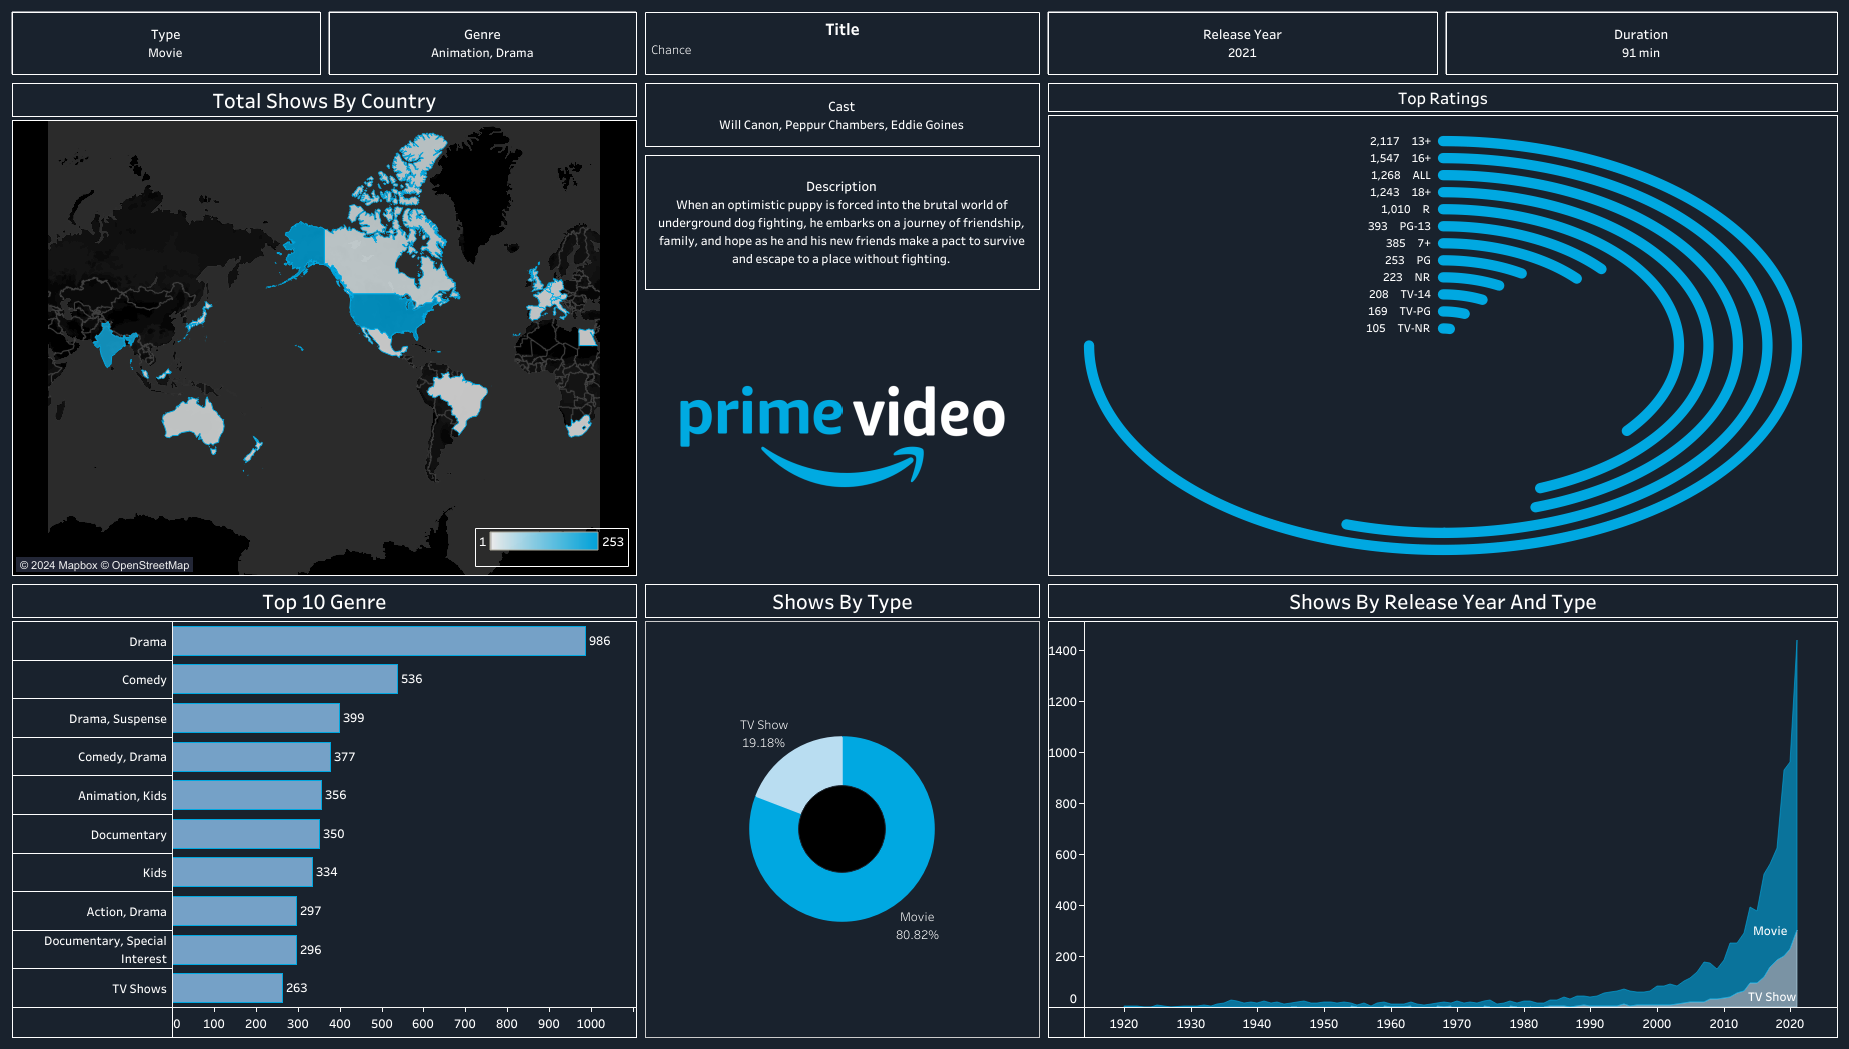 Type
Movie
Genre
Animation, Drama
Title
Chance
Release Year
2021
Duration
91 min
Total Shows By Country
1
253
© 2024 Mapbox © OpenStreetMap
Cast
Will Canon, Peppur Chambers, Eddie Goines
Description
When an optimistic puppy is forced into the brutal world of
underground dog fighting, he embarks on a journey of friendship,
family, and hope as he and his new friends make a pact to survive
and escape to a place without fighting.
prime video
Top Ratings
2,117 13+
1,547 16+
1,268 ALL
1,243 18+
1,010 R
393 PG-13
385 7+
253 PG
223 NR
208 TV-14
169 TV-PG
105 TV-NR
Top 10 Genre
Drama 986
Comedy 536
Drama, Suspense 399
Comedy, Drama 377
Animation, Kids 356
Documentary 350
Kids 334
Action, Drama 297
Documentary, Special
Interest 296
TV Shows 263
0 100 200 300 400 500 600 700 800 900 1000
Shows By Type
TV Show
19.18%
Movie
80.82%
Shows By Release Year And Type
1400
1200
1000
800
600
400
200
0
Movie
TV Show
1920 1930 1940 1950 1960 1970 1980 1990 2000 2010 2020